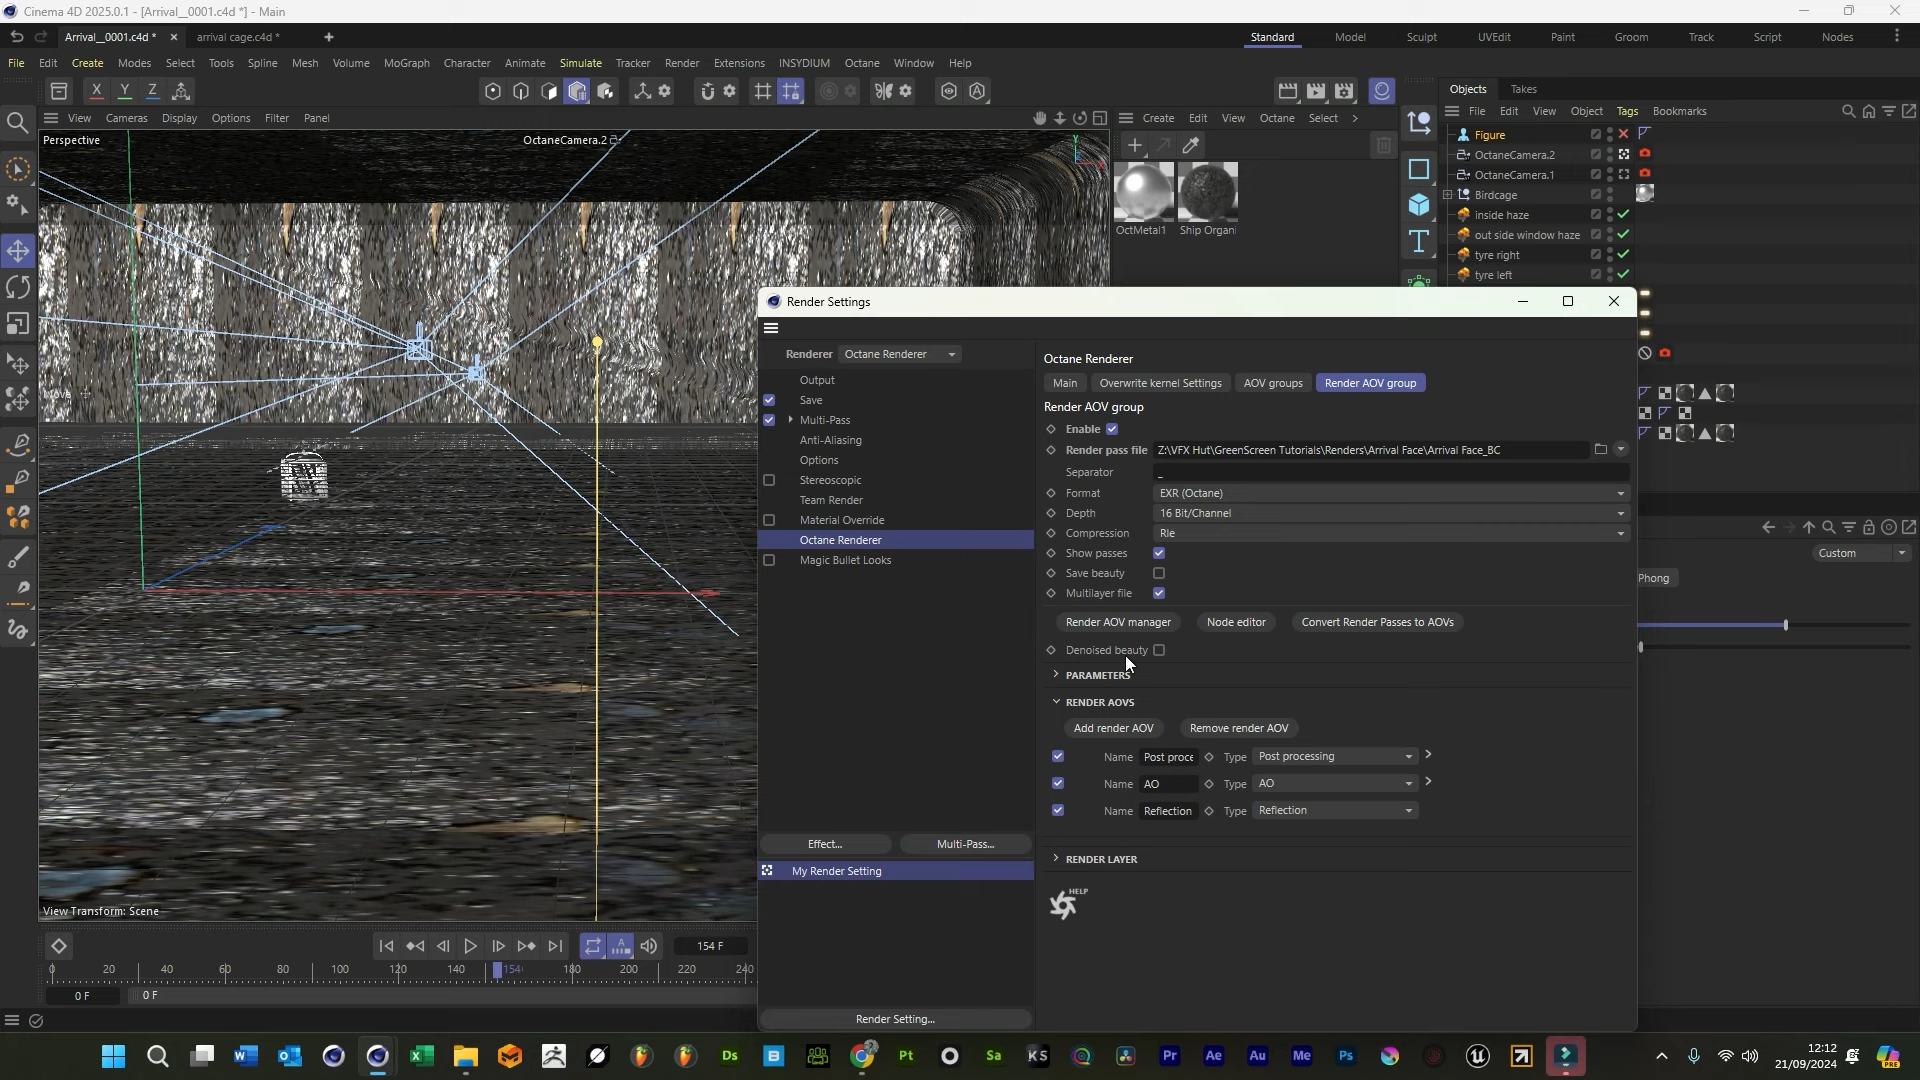 Cinema 4D 2025.0.1 - [Arrival_0001.c4d *] - Main
Arrival_0001.c4d * arrival cage.c4d * Standard Model Sculpt UVEdit Paint Groom Track Script Nodes
File Edit Create Modes Select Tools Spline Mesh Volume MoGraph Character Animate Simulate Tracker Render Extensions INSYDIUM Octane Window Help
X Y Z
Objects Takes
File Edit View Object Tags Bookmarks
View Cameras Display Options Filter Panel
Create Edit View Octane Select
Perspective
OctaneCamera.2
Figure
OctaneCamera.2
OctaneCamera.1
Birdcage
inside haze
out side window haze
tyre right
tyre left
OctMetal1 Ship Organi
Custom
Phong
Move
View Transform: Scene
Render Settings
Renderer Octane Renderer
Output
Save
Multi-Pass
Anti-Aliasing
Options
Stereoscopic
Team Render
Material Override
Octane Renderer
Magic Bullet Looks
Effect... Multi-Pass...
My Render Setting
Render Setting...
Octane Renderer
Main Overwrite kernel Settings AOV groups Render AOV group
Render AOV group
Enable
Render pass file Z:\VFX Hut\GreenScreen Tutorials\Renders\Arrival Face\Arrival Face_BC
Separator _
Format EXR (Octane)
Depth 16 Bit/Channel
Compression Rle
Show passes
Save beauty
Multilayer file
Render AOV manager Node editor Convert Render Passes to AOVs
Denoised beauty
PARAMETERS
RENDER AOVS
Add render AOV Remove render AOV
Name Post proce Type Post processing
Name AO Type AO
Name Reflection Type Reflection
RENDER LAYER
HELP
154 F
0 20 40 60 80 100 120 140 154 180 200 220 240
0 F 0 F
Ds Pt Sa KS Pr Ae Au Me Ps
12:12
21/09/2024